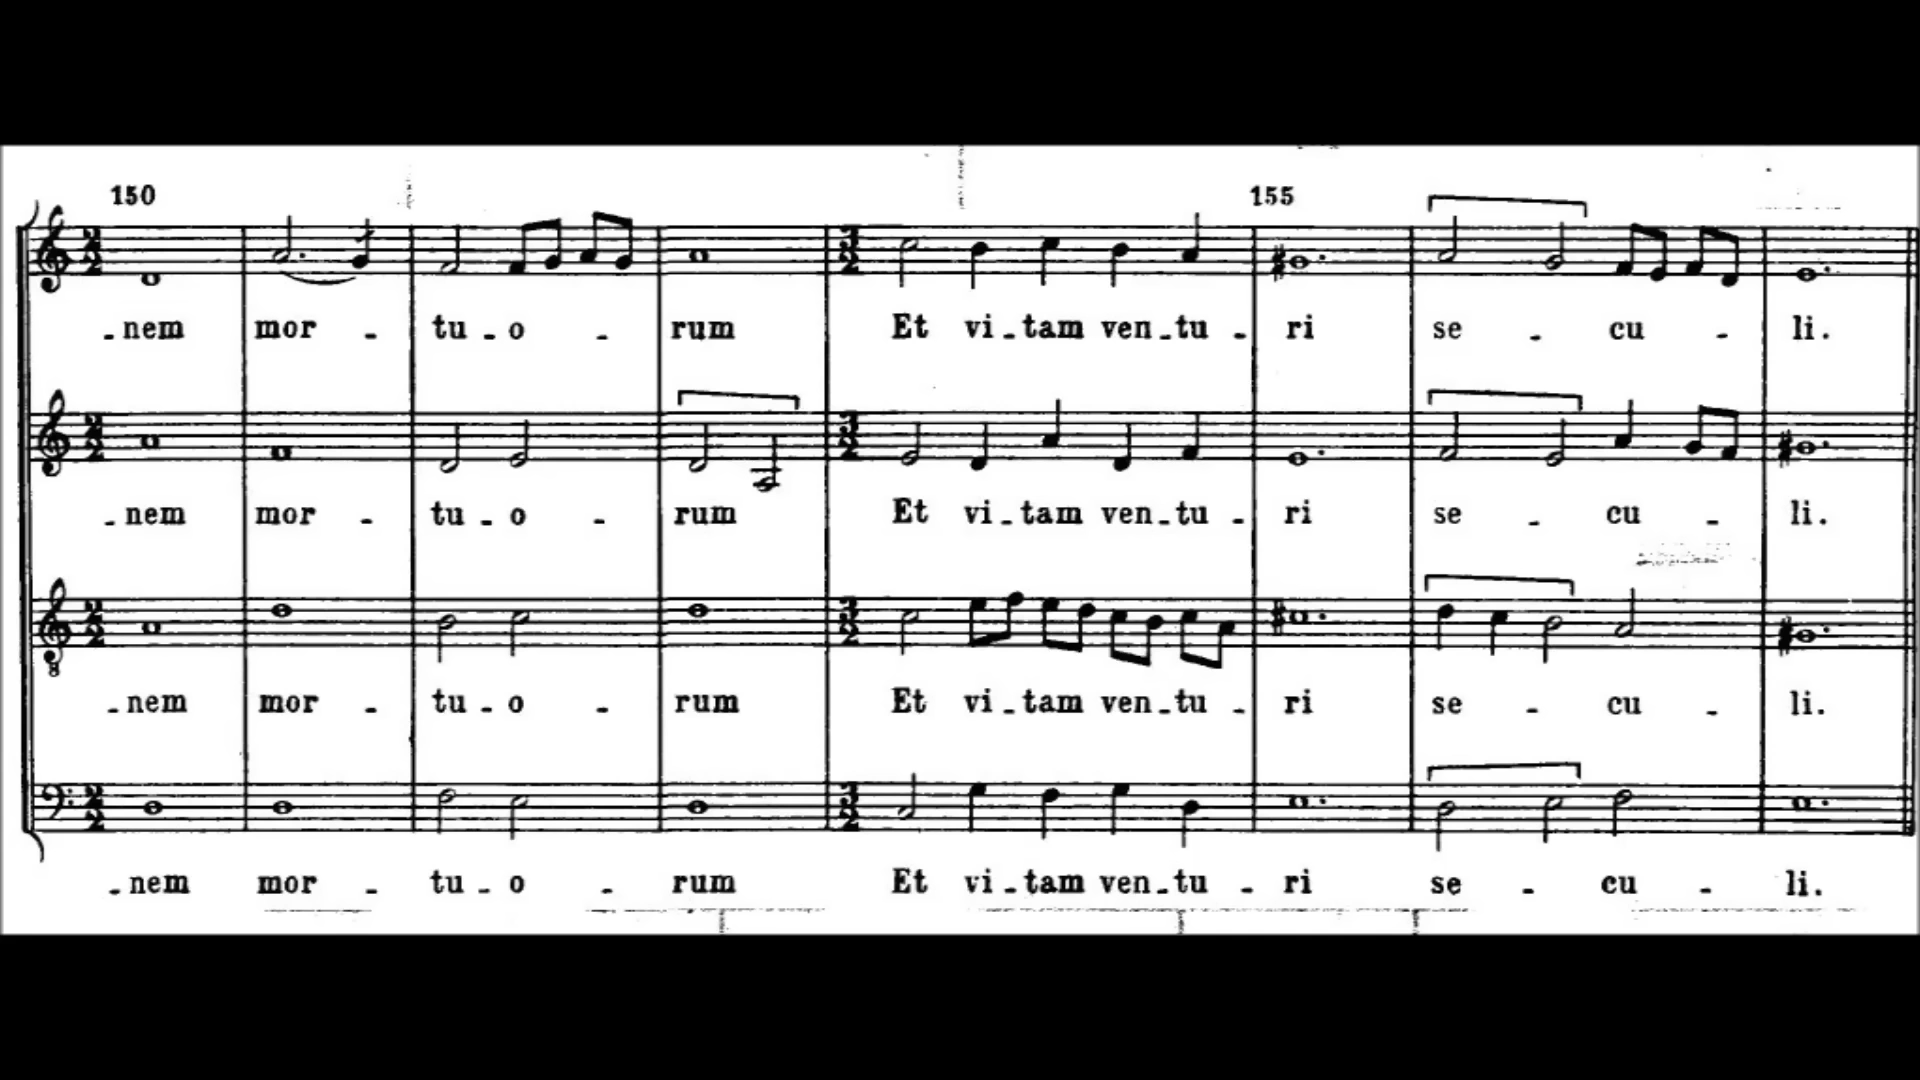 150 155
- nem mor - tu - o - rum Et vi - tam ven - tu - ri se - cu - li.
- nem mor - tu - o - rum Et vi - tam ven - tu - ri se - cu - li.
8
- nem mor - tu - o - rum Et vi - tam ven - tu - ri se - cu - li.
- nem mor - tu - o - rum Et vi - tam ven - tu - ri se - cu - li.